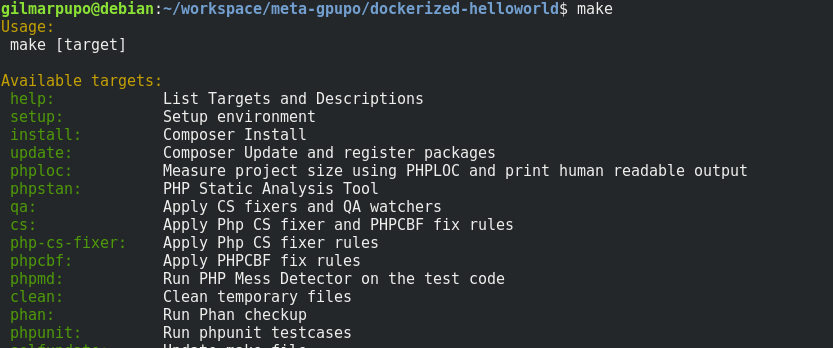 gilmarpupo@debian:~/workspace/meta-gpupo/dockerized-helloworld$ make
Usage:
make [target]
Available targets:
help: List Targets and Descriptions
setup: Setup environment
install: Composer Install
update: Composer Update and register packages
phploc: Measure project size using PHPLOC and print human readable output
phpstan: PHP Static Analysis Tool
qa: Apply CS fixers and QA watchers
cs: Apply Php CS fixer and PHPCBF fix rules
php-cs-fixer: Apply Php CS fixer rules
phpcbf: Apply PHPCBF fix rules
phpmd: Run PHP Mess Detector on the test code
clean: Clean temporary files
phan: Run Phan checkup
phpunit: Run phpunit testcases
selfupdate: Update make file